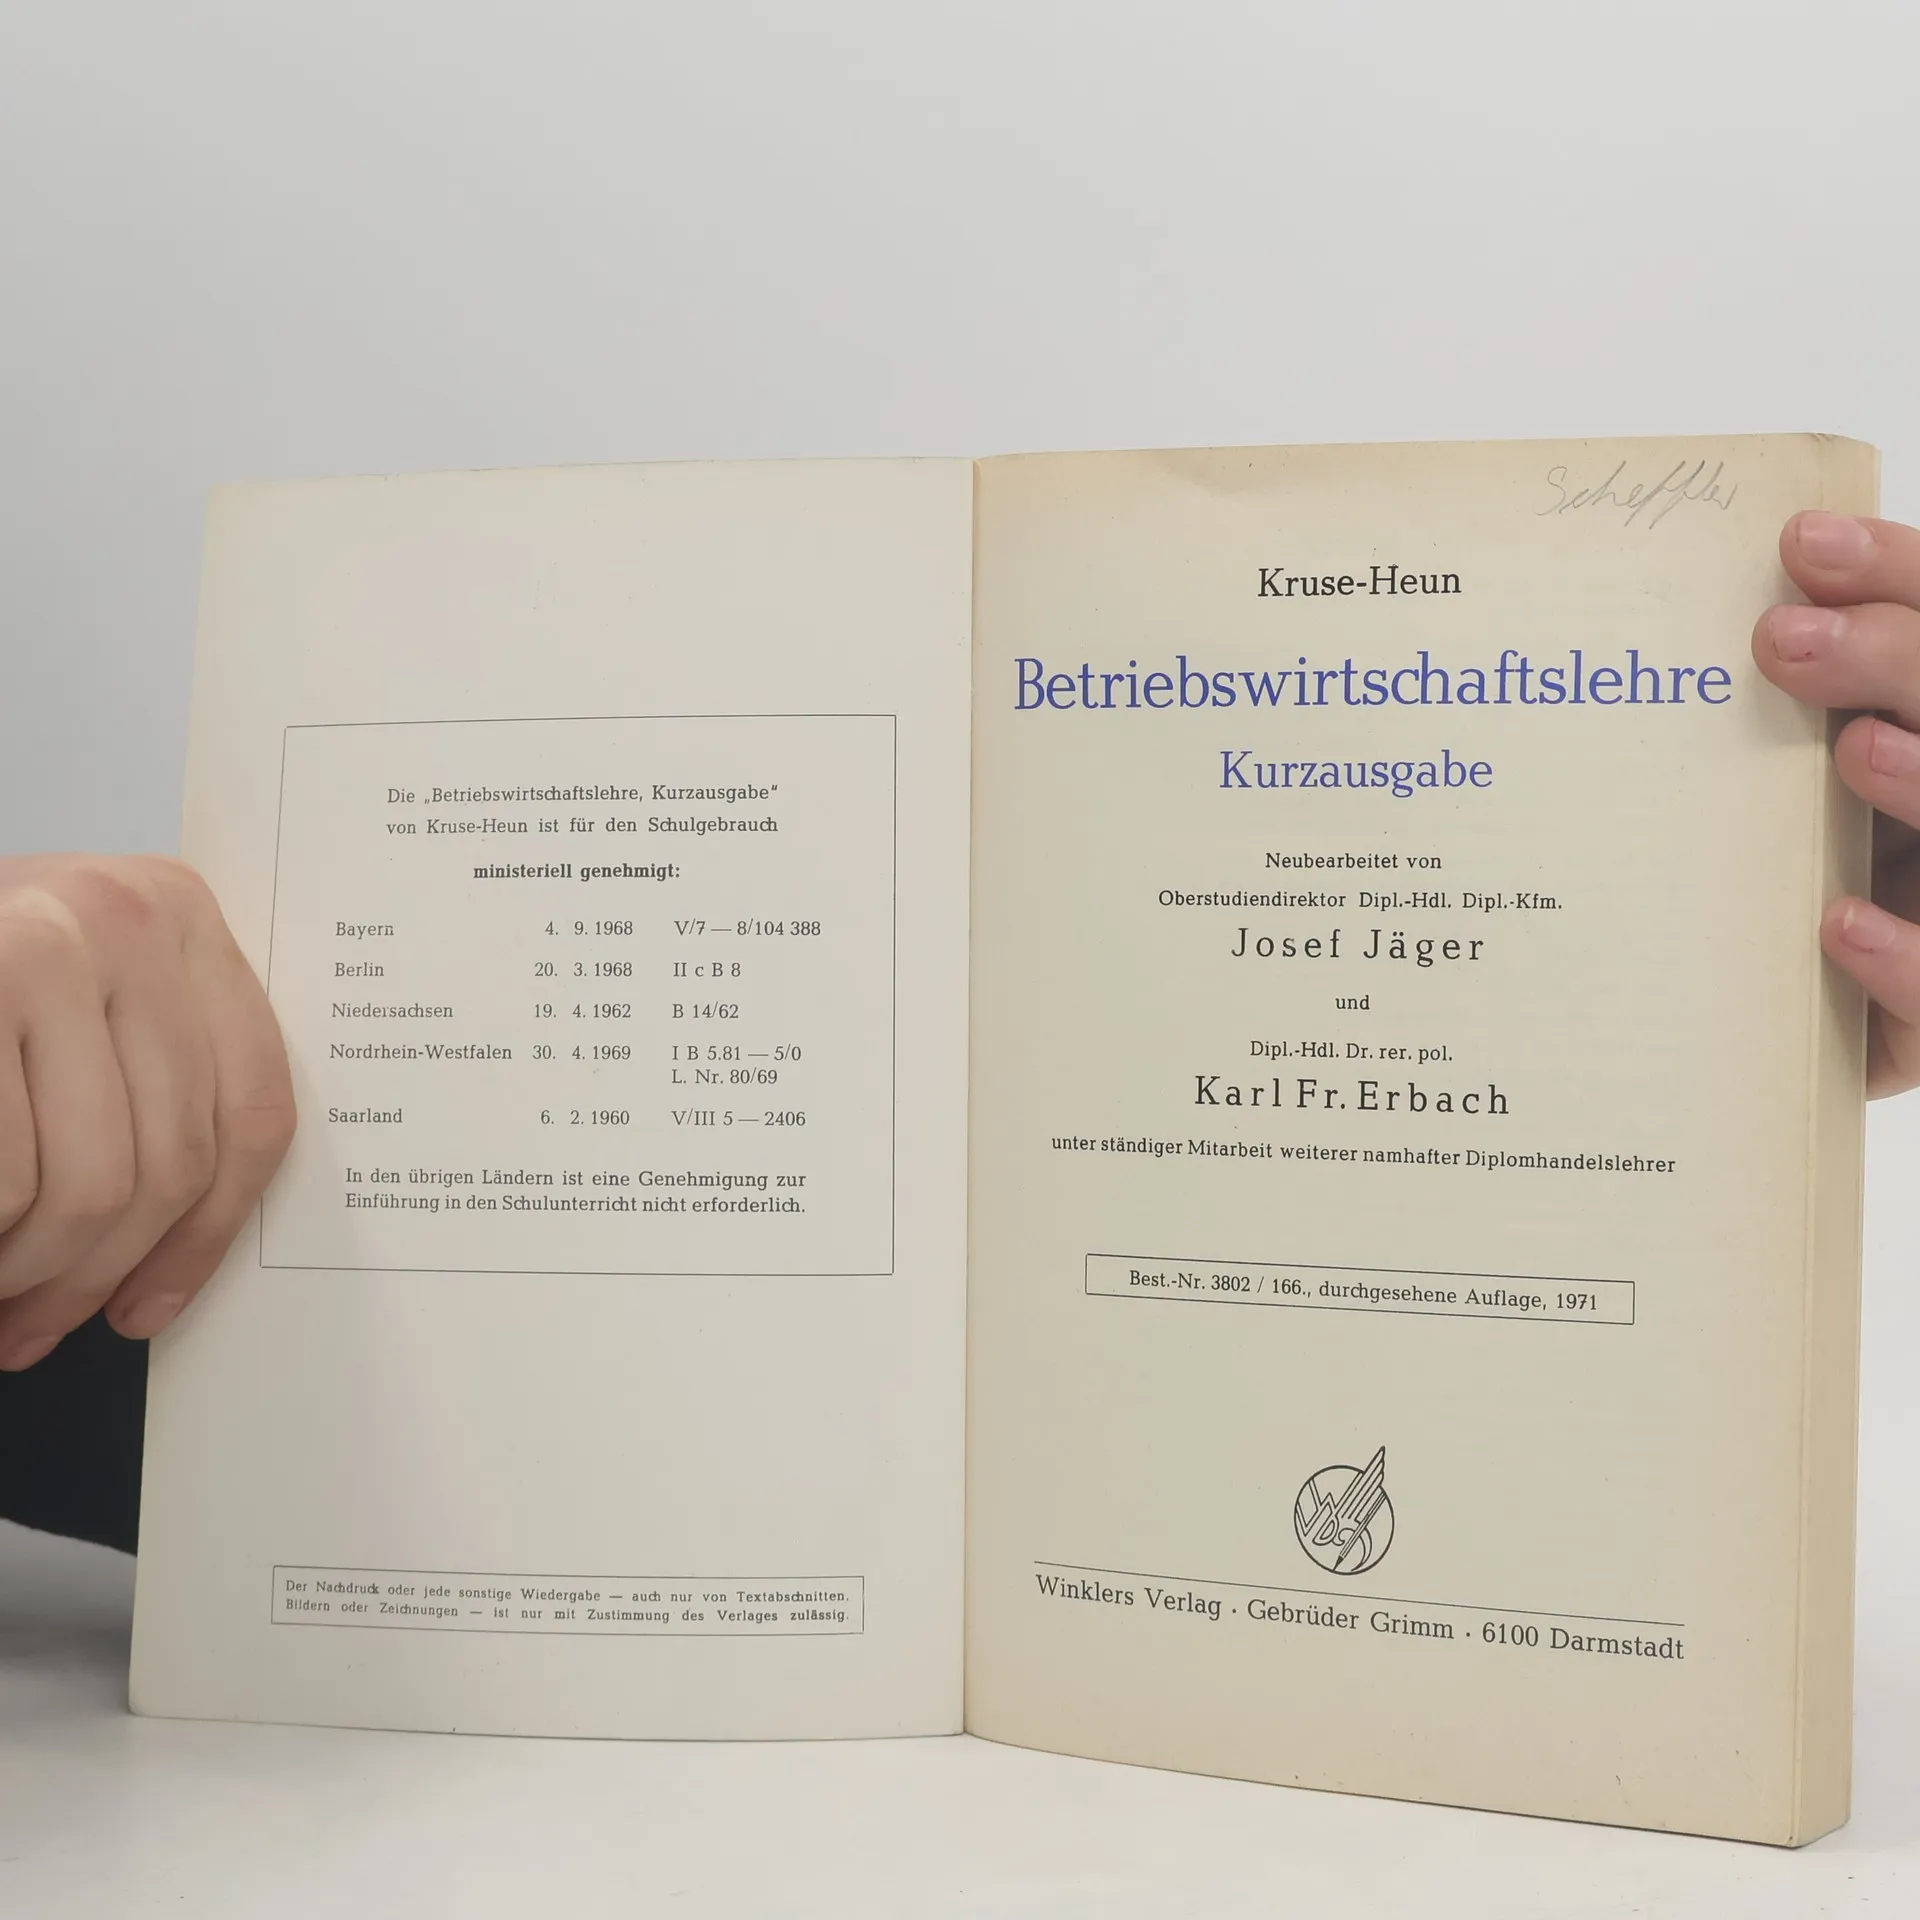 Die „Betriebswirtschaftslehre, Kurzausgabe"
von Kruse-Heun ist für den Schulgebrauch
ministeriell genehmigt:
Bayern 4. 9. 1968 V/7 — 8/104 388
Berlin 20. 3. 1968 II c B 8
Niedersachsen 19. 4. 1962 B 14/62
Nordrhein-Westfalen 30. 4. 1969 I B 5.81 — 5/0
L. Nr. 80/69
Saarland 6. 2. 1960 V/III 5 — 2406
In den übrigen Ländern ist eine Genehmigung zur
Einführung in den Schulunterricht nicht erforderlich.
Der Nachdruck oder jede sonstige Wiedergabe — auch nur von Textabschnitten,
Bildern oder Zeichnungen — ist nur mit Zustimmung des Verlages zulässig.
Scheffler
Kruse-Heun
Betriebswirtschaftslehre
Kurzausgabe
Neubearbeitet von
Oberstudiendirektor Dipl.-Hdl. Dipl.-Kfm.
Josef Jäger
und
Dipl.-Hdl. Dr. rer. pol.
Karl Fr. Erbach
unter ständiger Mitarbeit weiterer namhafter Diplomhandelslehrer
Best.-Nr. 3802 / 166., durchgesehene Auflage, 1971
Winklers Verlag · Gebrüder Grimm · 6100 Darmstadt